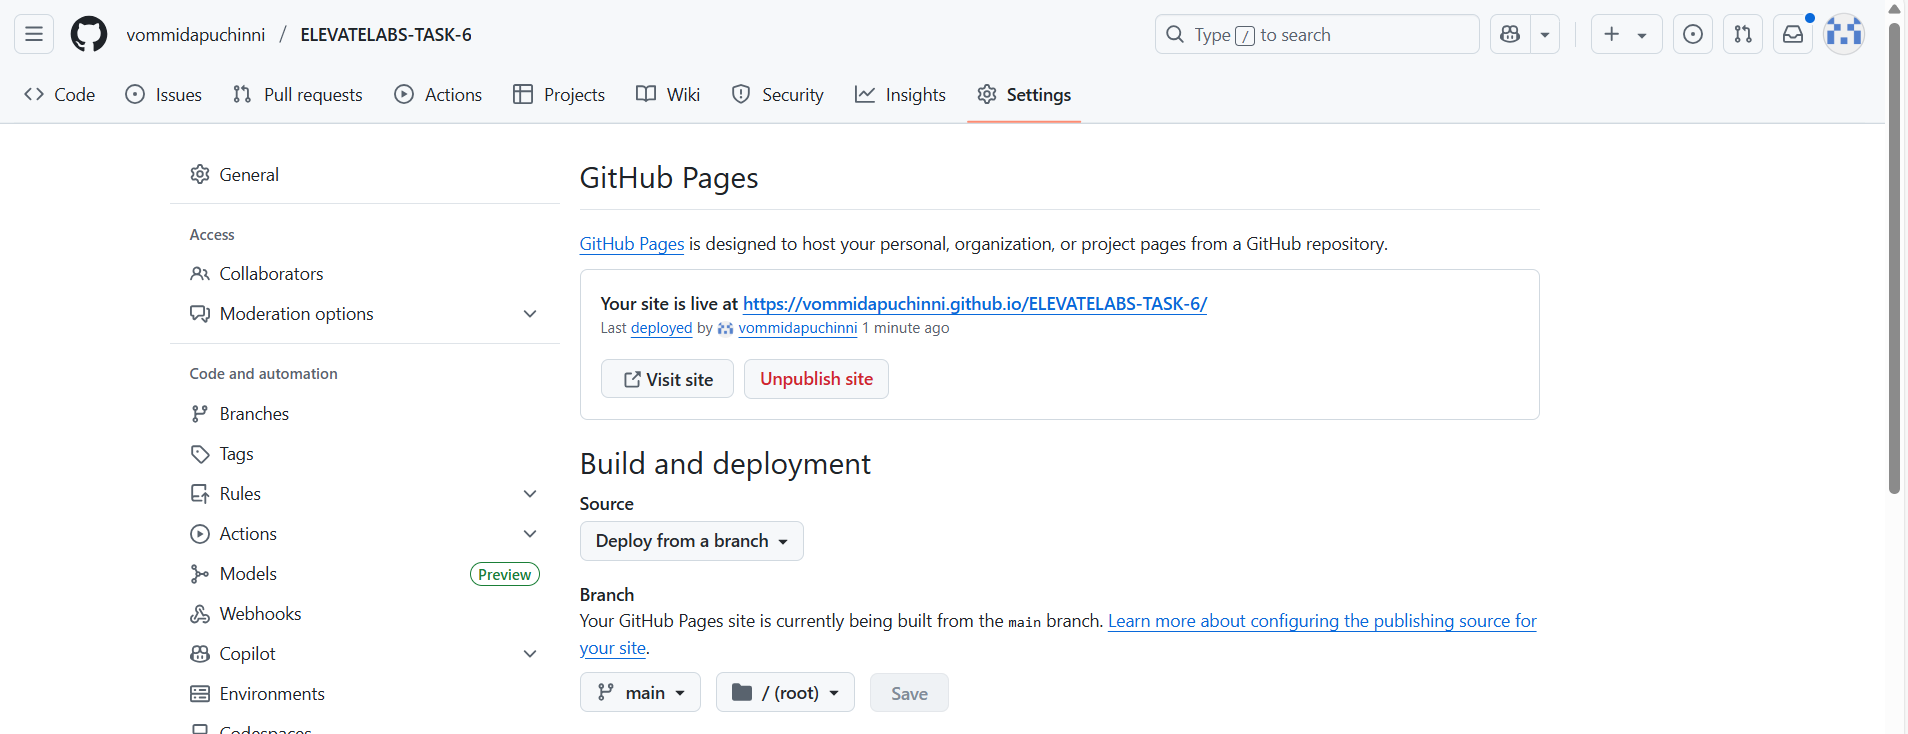 vommidapuchinni / ELEVATELABS-TASK-6
Type / to search
Code Issues Pull requests Actions Projects Wiki Security Insights Settings
General
Access
Collaborators
Moderation options
Code and automation
Branches
Tags
Rules
Actions
Models Preview
Webhooks
Copilot
Environments
Codespaces
GitHub Pages
GitHub Pages is designed to host your personal, organization, or project pages from a GitHub repository.
Your site is live at https://vommidapuchinni.github.io/ELEVATELABS-TASK-6/
Last deployed by vommidapuchinni 1 minute ago
Visit site Unpublish site
Build and deployment
Source
Deploy from a branch
Branch
Your GitHub Pages site is currently being built from the main branch. Learn more about configuring the publishing source for
your site.
main / (root) Save